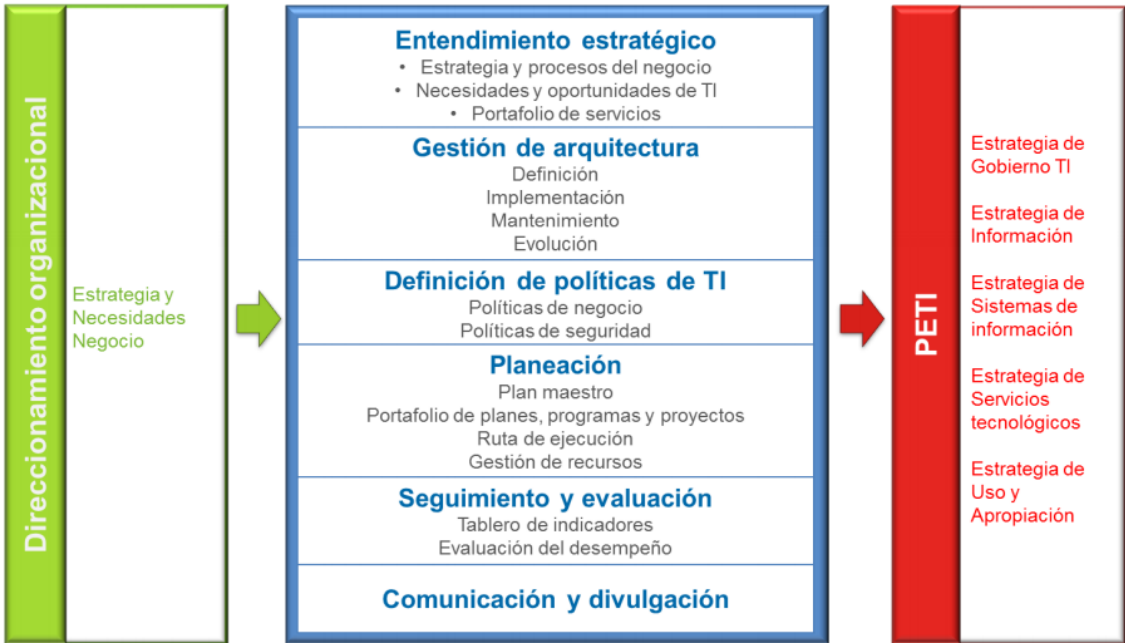 Direccionamiento organizacional
Estrategia y
Necesidades
Negocio
Entendimiento estratégico
• Estrategia y procesos del negocio
• Necesidades y oportunidades de TI
• Portafolio de servicios
Gestión de arquitectura
Definición
Implementación
Mantenimiento
Evolución
Definición de políticas de TI
Políticas de negocio
Políticas de seguridad
Planeación
Plan maestro
Portafolio de planes, programas y proyectos
Ruta de ejecución
Gestión de recursos
Seguimiento y evaluación
Tablero de indicadores
Evaluación del desempeño
Comunicación y divulgación
PETI
Estrategia de
Gobierno TI
Estrategia de
Información
Estrategia de
Sistemas de
información
Estrategia de
Servicios
tecnológicos
Estrategia de
Uso y
Apropiación